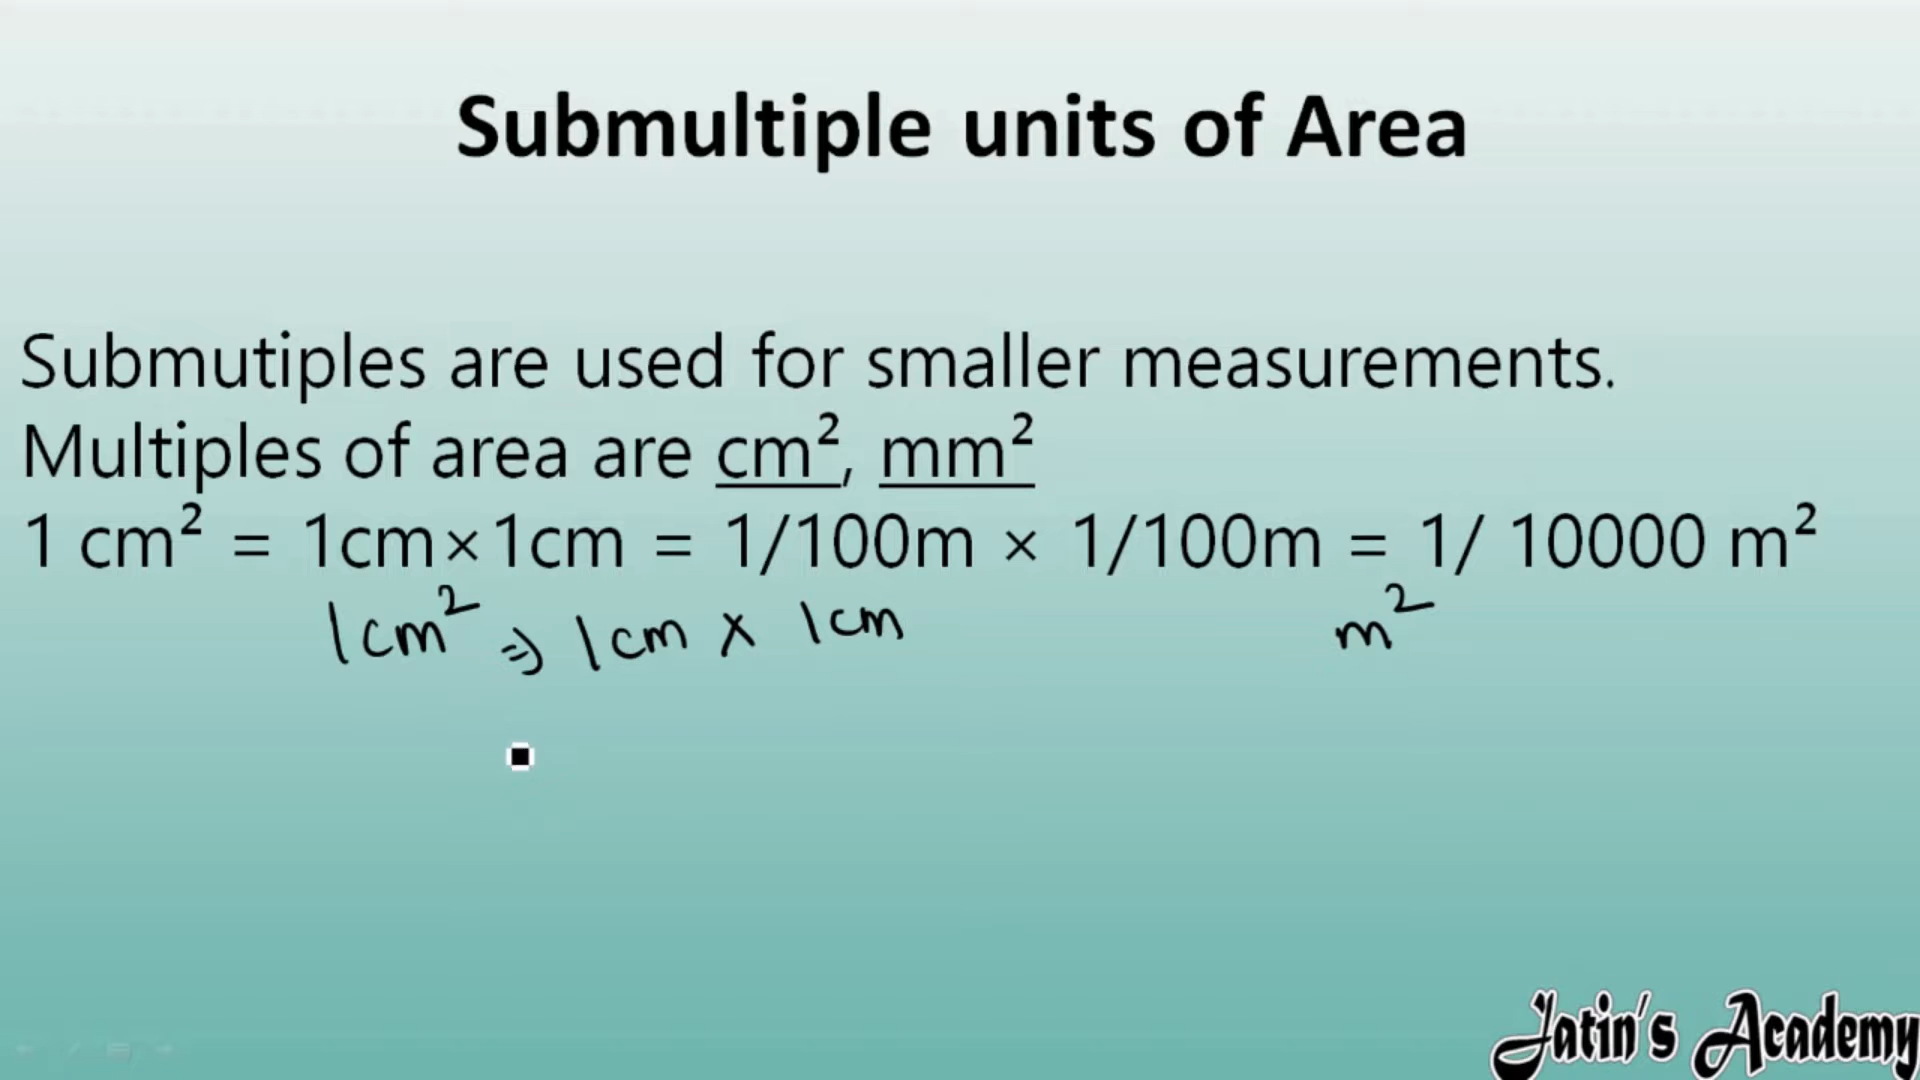 Submultiple units of Area
Submutiples are used for smaller measurements.
Multiples of area are cm², mm²
1 cm² = 1cm×1cm = 1/100m × 1/100m = 1/ 10000 m²
1cm² ⇒ 1cm × 1cm m²
Jatin's Academy